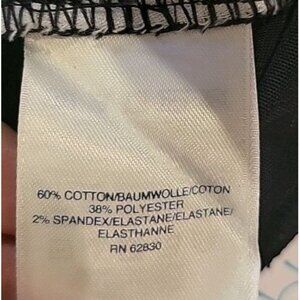 60% COTTON/BAUMWOLLE/COTON
38% POLYESTER
2% SPANDEX/ELASTANE/ELASTANE/
ELASTHANNE
RN 62830